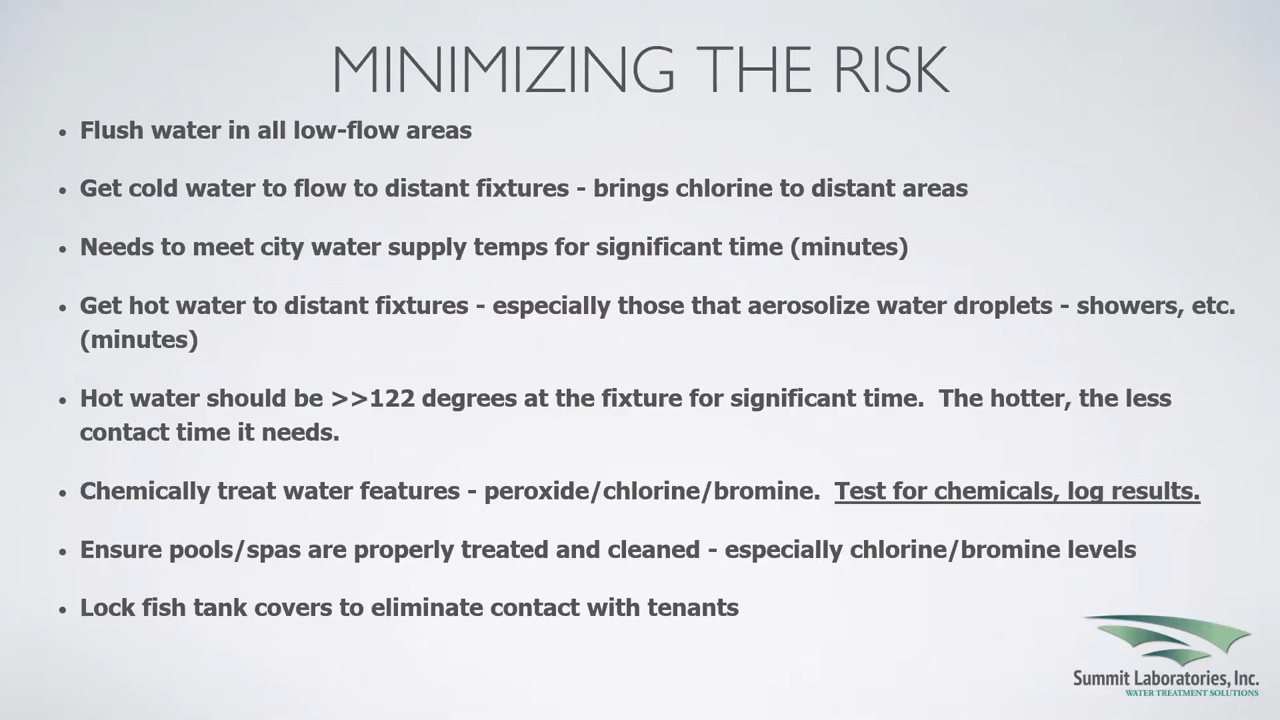 MINIMIZING THE RISK
• Flush water in all low-flow areas
• Get cold water to flow to distant fixtures - brings chlorine to distant areas
• Needs to meet city water supply temps for significant time (minutes)
• Get hot water to distant fixtures - especially those that aerosolize water droplets - showers, etc.
(minutes)
• Hot water should be >>122 degrees at the fixture for significant time.  The hotter, the less
contact time it needs.
• Chemically treat water features - peroxide/chlorine/bromine.  Test for chemicals, log results.
• Ensure pools/spas are properly treated and cleaned - especially chlorine/bromine levels
• Lock fish tank covers to eliminate contact with tenants
Summit Laboratories, Inc.
WATER TREATMENT SOLUTIONS